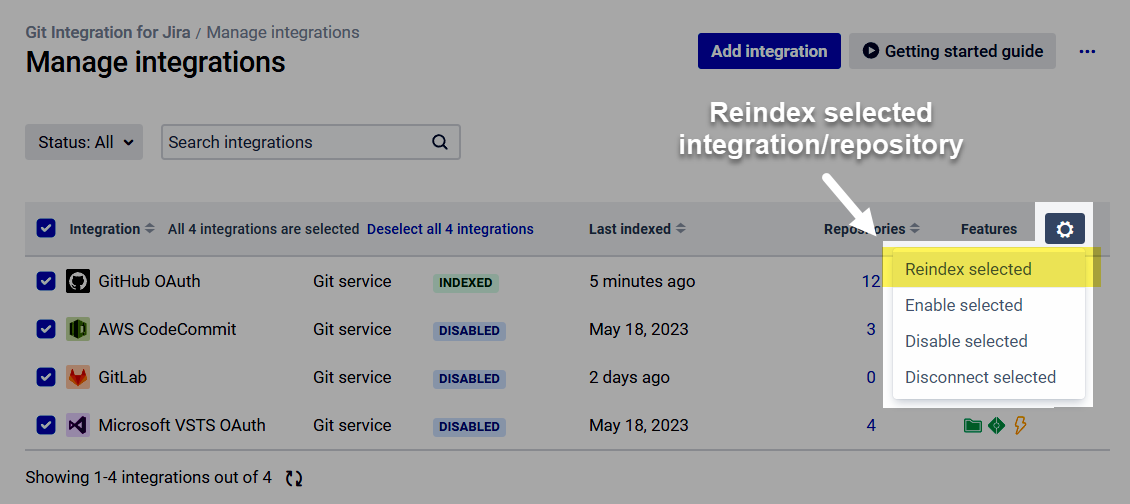 Git Integration for Jira / Manage integrations
Manage integrations
Add integration
Getting started guide
Reindex selected
integration/repository
Status: All
Search integrations
Integration All 4 integrations are selected Deselect all 4 integrations Last indexed Repositories Features
Reindex selected
Enable selected
Disable selected
Disconnect selected
GitHub OAuth Git service INDEXED 5 minutes ago 12
AWS CodeCommit Git service DISABLED May 18, 2023 3
GitLab Git service DISABLED 2 days ago 0
Microsoft VSTS OAuth Git service DISABLED May 18, 2023 4
Showing 1-4 integrations out of 4